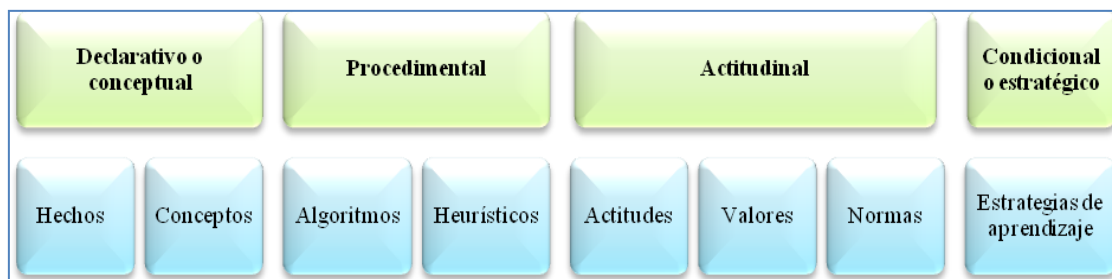 Declarativo o
conceptual
Procedimental
Actitudinal
Condicional
o estratégico
Hechos
Conceptos
Algoritmos
Heurísticos
Actitudes
Valores
Normas
Estrategias de
aprendizaje